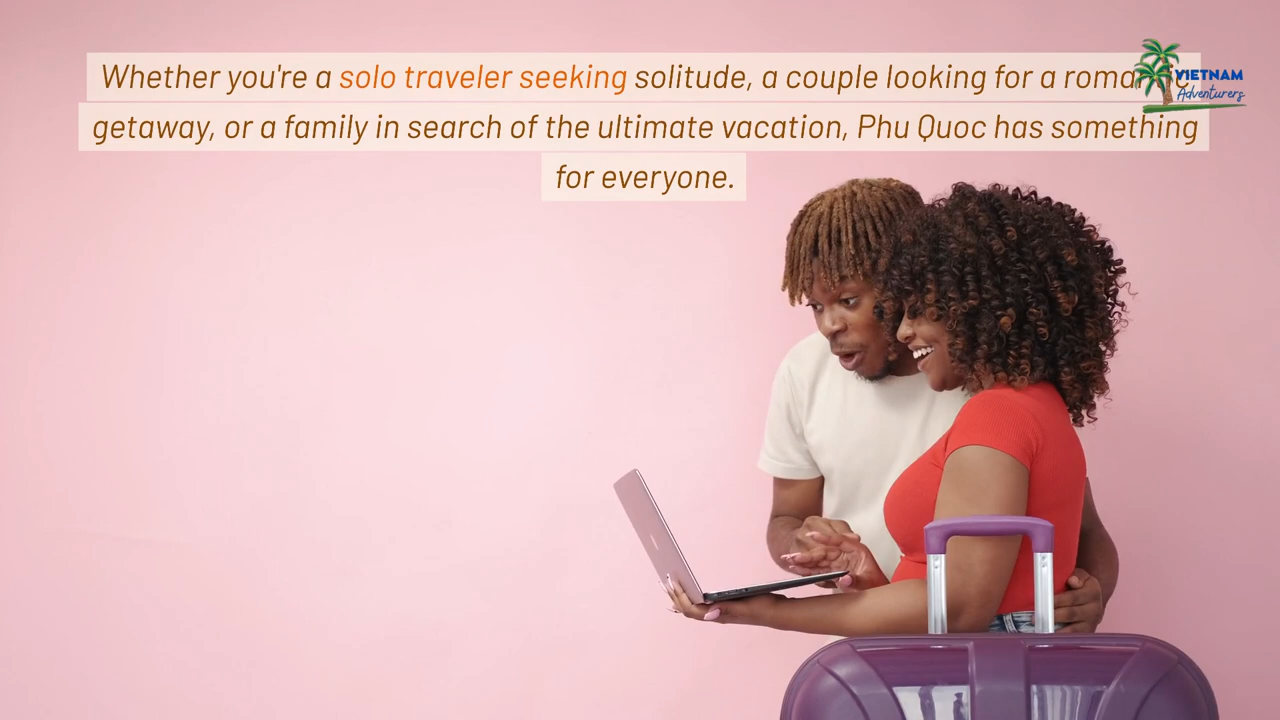 Whether you're a solo traveler seeking solitude, a couple looking for a
getaway, or a family in search of the ultimate vacation, Phu Quoc has something
for everyone.
VIETNAM
Adventurers